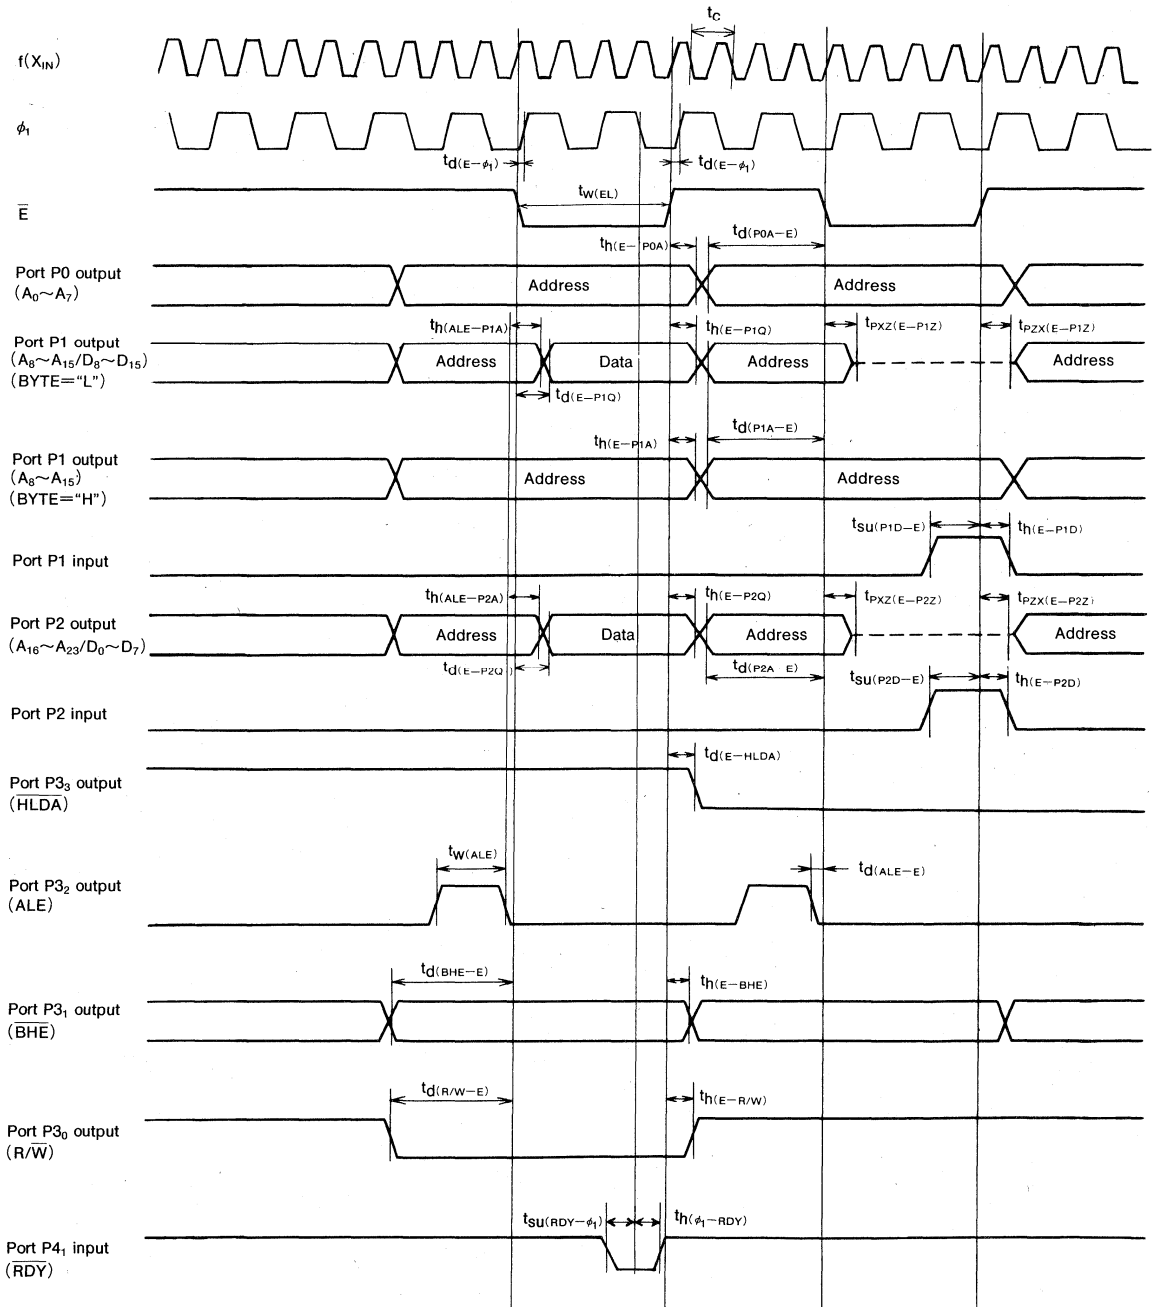 tC
f(XIN)
ϕ1
td(E−ϕ1) td(E−ϕ1)
tW(EL)
E̅
th(E−P0A) td(P0A−E)
Port P0 output
(A0~A7)
Address Address
th(ALE−P1A) th(E−P1Q) tPXZ(E−P1Z) tPZX(E−P1Z)
Port P1 output
(A8~A15/D8~D15)
(BYTE="L")
Address Data Address Address
td(E−P1Q)
th(E−P1A) td(P1A−E)
Port P1 output
(A8~A15)
(BYTE="H")
Address Address
tsu(P1D−E) th(E−P1D)
Port P1 input
th(ALE−P2A) th(E−P2Q) tPXZ(E−P2Z) tPZX(E−P2Z)
Port P2 output
(A16~A23/D0~D7)
Address Data Address Address
td(E−P2Q) td(P2A E) tsu(P2D−E) th(E−P2D)
Port P2 input
td(E−HLDA)
Port P33 output
(H̅L̅D̅A̅)
tW(ALE)
td(ALE−E)
Port P32 output
(ALE)
td(BHE−E) th(E−BHE)
Port P31 output
(B̅H̅E̅)
td(R/W−E) th(E−R/W)
Port P30 output
(R/W̅)
tsu(RDY−ϕ1) th(ϕ1−RDY)
Port P41 input
(R̅D̅Y̅)